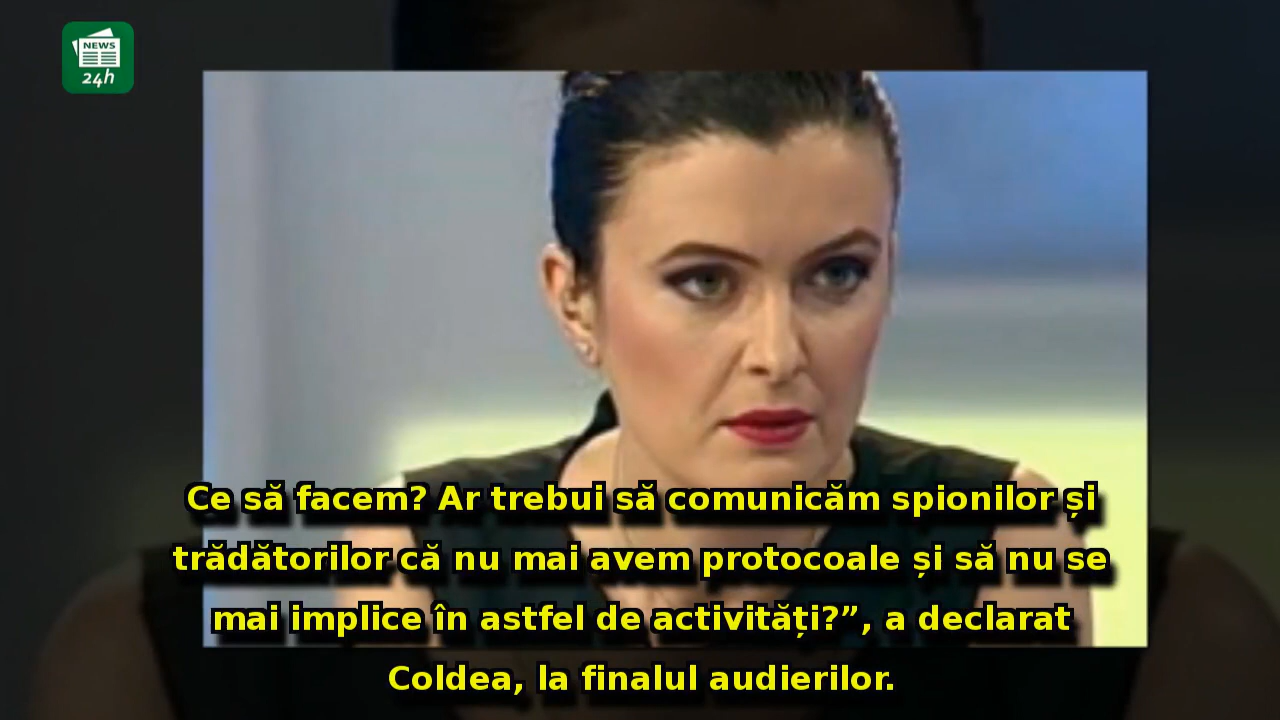 NEWS
24h
Ce să facem? Ar trebui să comunicăm spionilor și
trădătorilor că nu mai avem protocoale și să nu se
mai implice în astfel de activități?”, a declarat
Coldea, la finalul audierilor.